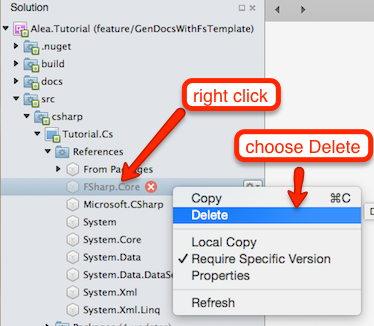 Solution
Alea.Tutorial (feature/GenDocsWithFsTemplate)
.nuget
build
docs
src
right click
csharp
Tutorial.Cs
References
choose Delete
From Packages
FSharp.Core
Microsoft.CSharp
System
System.Core
System.Data
System.Data.DataSe
System.Xml
System.Xml.Linq
Copy ⌘C
Delete
Local Copy
✓ Require Specific Version
Properties
Refresh